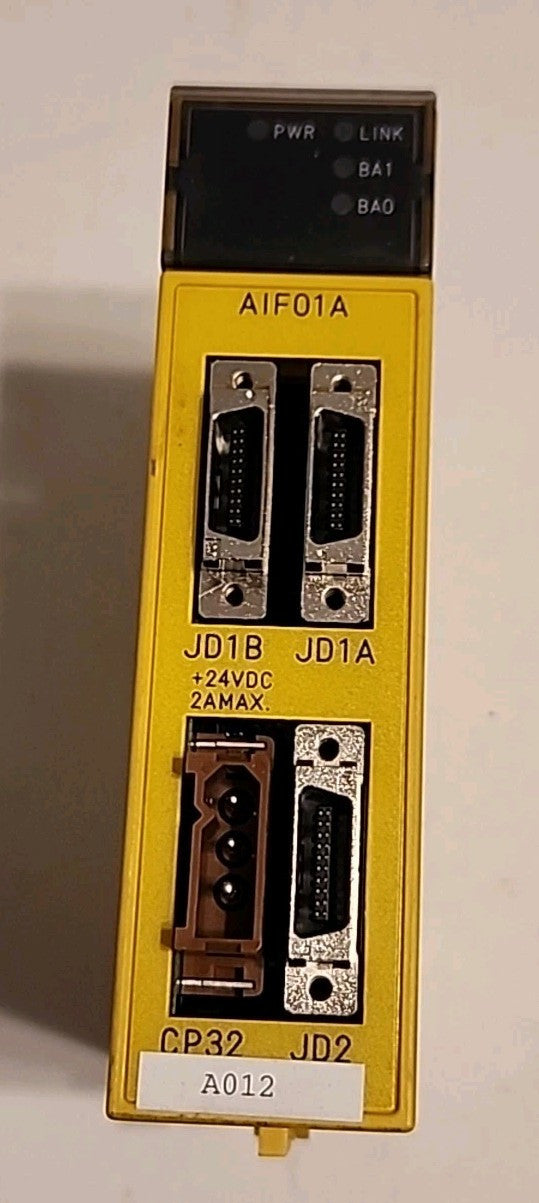 PWR LINK
BA1
BA0
AIF01A
JD1B JD1A
+24VDC
2AMAX.
CP32 JD2
A012